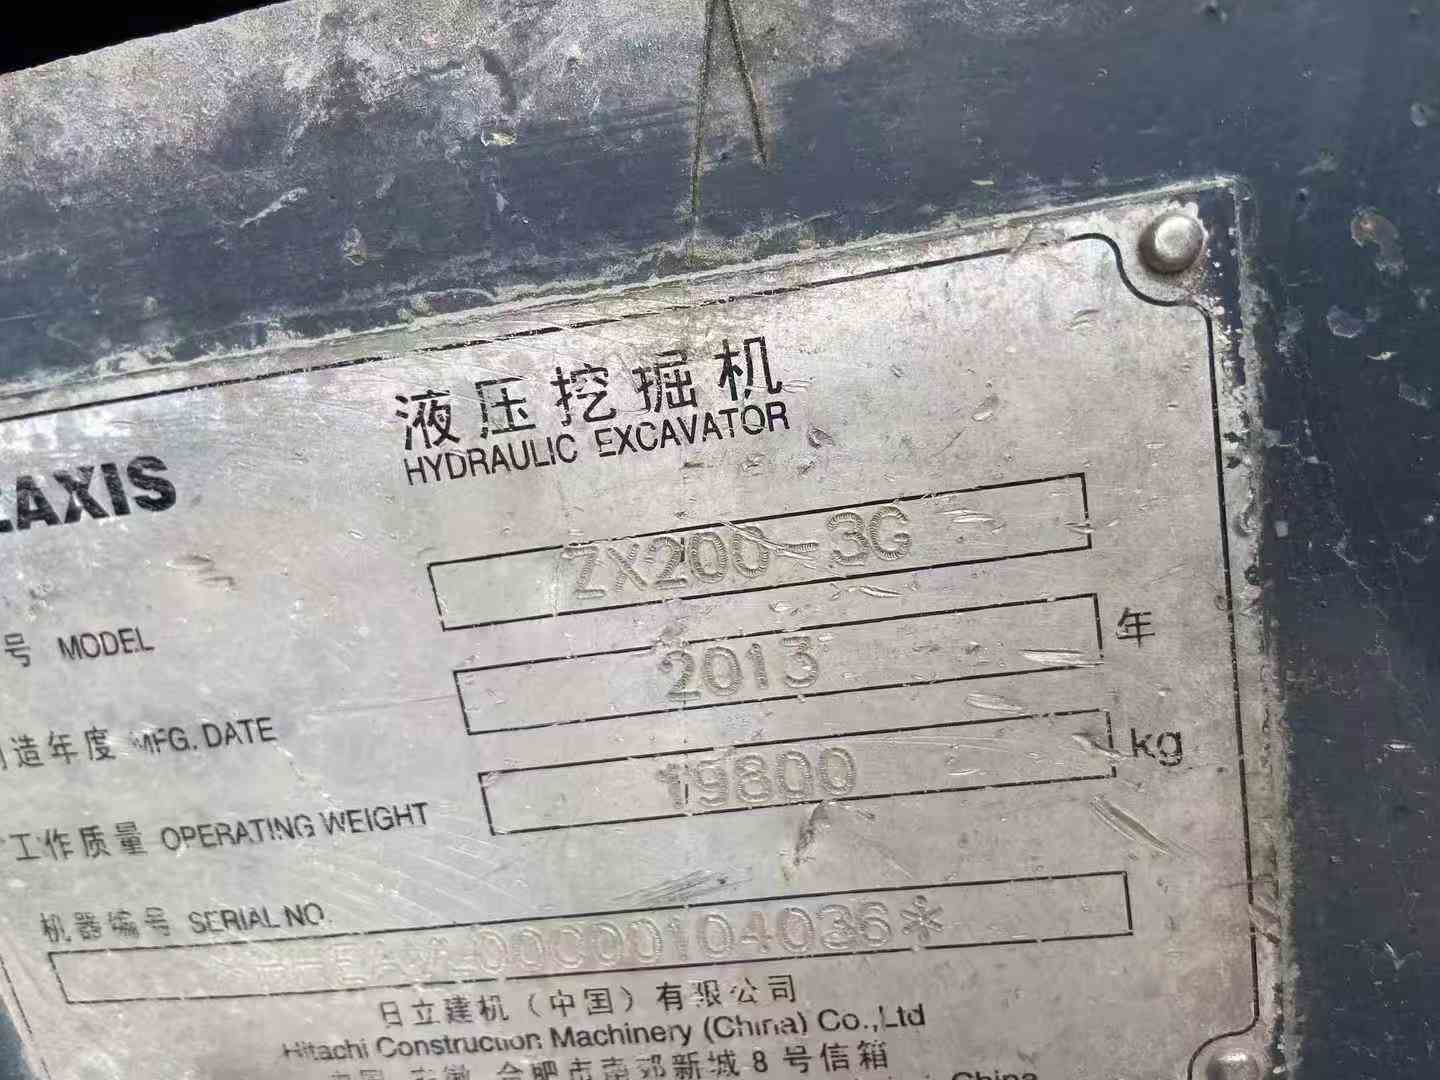 液压挖掘机
HYDRAULIC EXCAVATOR
LAXIS
号 MODEL ZX200-3G
造年度 MFG. DATE 2013 年
工作质量 OPERATING WEIGHT 19800 kg
机器编号 SERIAL NO.
00C00104036*
日立建机（中国）有限公司
Hitachi Construction Machinery (China) Co.,Ltd
合肥市南郊新城8号信箱
China